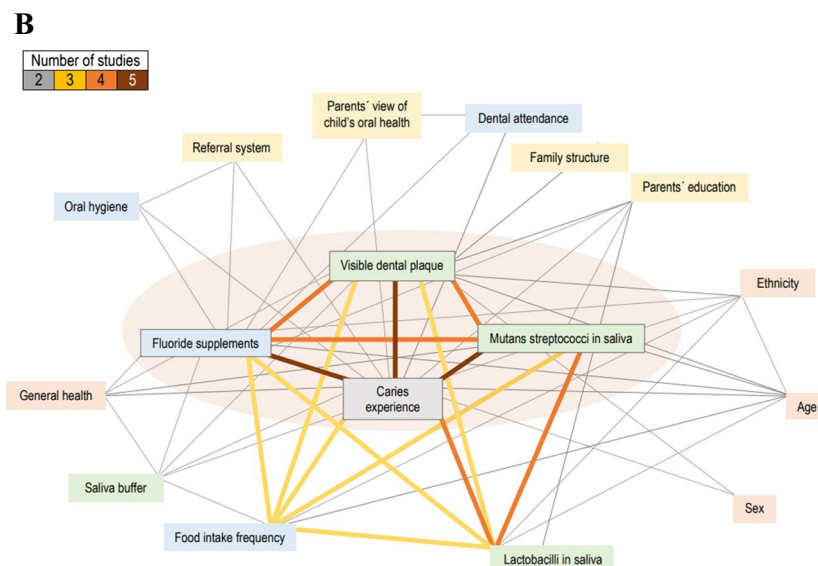 B
Number of studies
2 3 4 5
Parents´ view of
child's oral health
Dental attendance
Referral system
Family structure
Parents´ education
Oral hygiene
Visible dental plaque
Ethnicity
Fluoride supplements
Mutans streptococci in saliva
General health
Caries
experience
Age
Saliva buffer
Sex
Food intake frequency
Lactobacilli in saliva